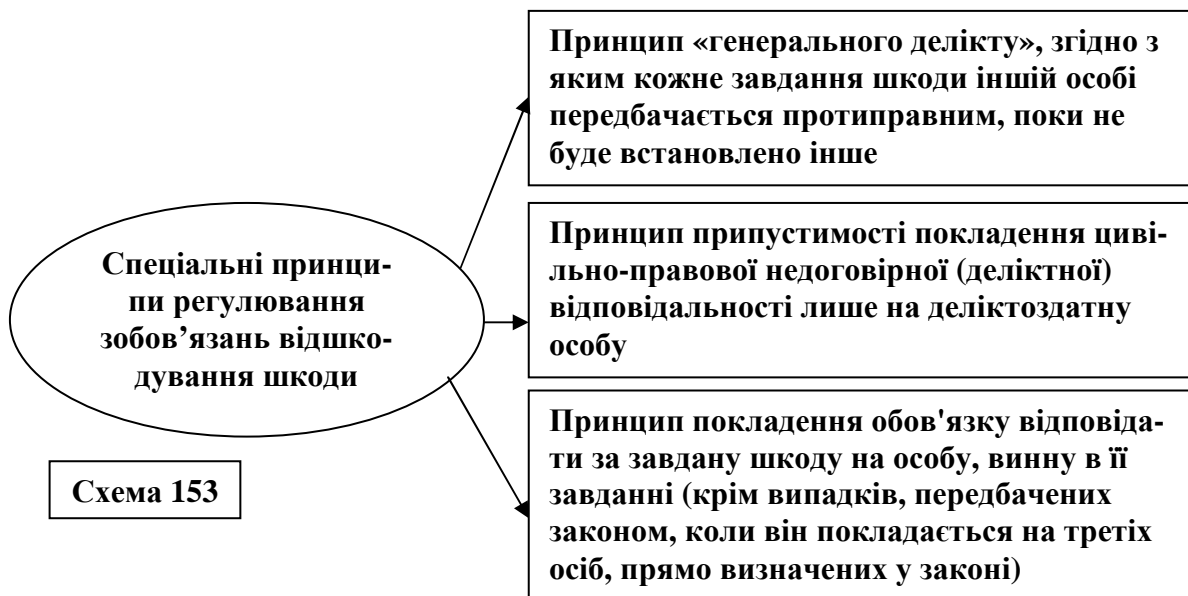 Принцип «генерального делікту», згідно з
яким кожне завдання шкоди іншій особі
передбачається протиправним, поки не
буде встановлено інше
Спеціальні принци-
пи регулювання
зобов’язань відшко-
дування шкоди
Принцип припустимості покладення циві-
льно-правової недоговірної (деліктної)
відповідальності лише на деліктоздатну
особу
Принцип покладення обов'язку відповіда-
ти за завдану шкоду на особу, винну в її
завданні (крім випадків, передбачених
законом, коли він покладається на третіх
осіб, прямо визначених у законі)
Схема 153